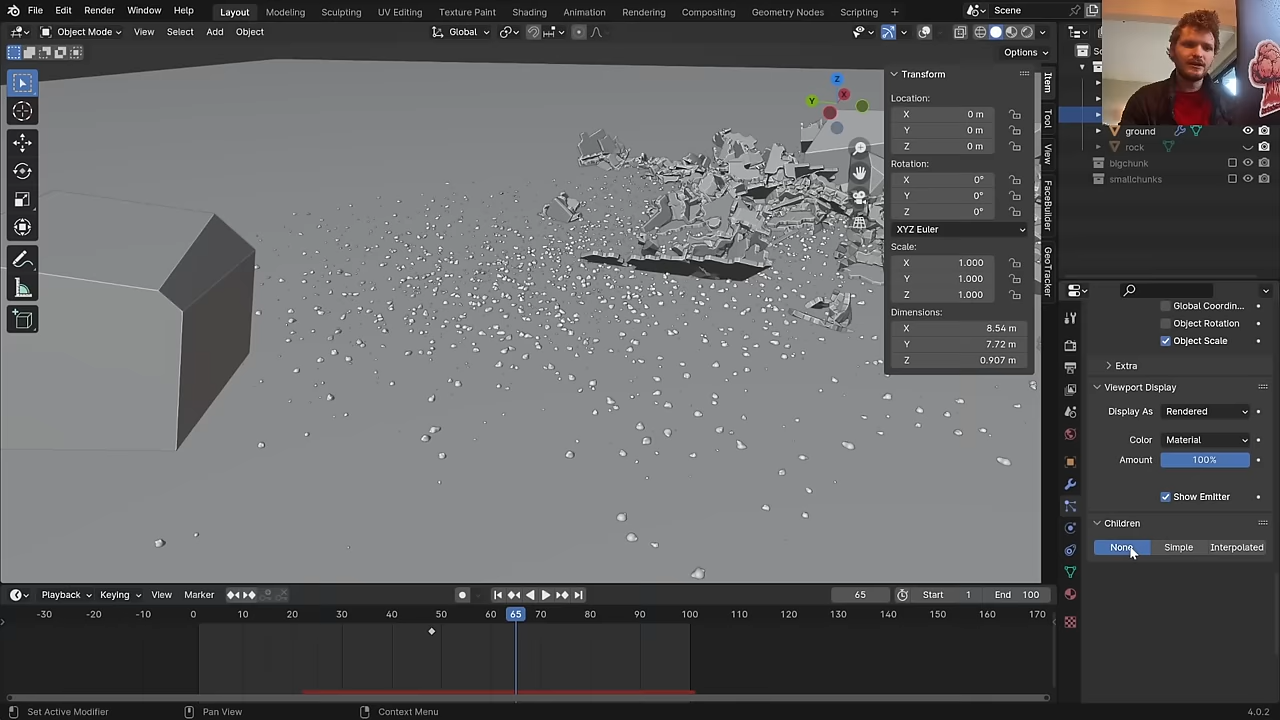 File Edit Render Window Help Layout Modeling Sculpting UV Editing Texture Paint Shading Animation Rendering Compositing Geometry Nodes Scripting + Scene
Object Mode View Select Add Object Global
Options
Transform
Location:
X 0 m
Y 0 m
Z 0 m
Rotation:
X 0°
Y 0°
Z 0°
XYZ Euler
Scale:
X 1.000
Y 1.000
Z 1.000
Dimensions:
X 8.54 m
Y 7.72 m
Z 0.907 m
Item
Tool
View
FaceBuilder
GeoTracker
Z
X
Y
ground
rock
bigchunk
smallchunks
Global Coordin...
Object Rotation
Object Scale
Extra
Viewport Display
Display As Rendered
Color Material
Amount 100%
Show Emitter
Children
None Simple Interpolated
Playback Keying View Marker 65 Start 1 End 100
-30 -20 -10 0 10 20 30 40 50 60 65 70 80 90 100 110 120 130 140 150 160 170
Set Active Modifier Pan View Context Menu 4.0.2